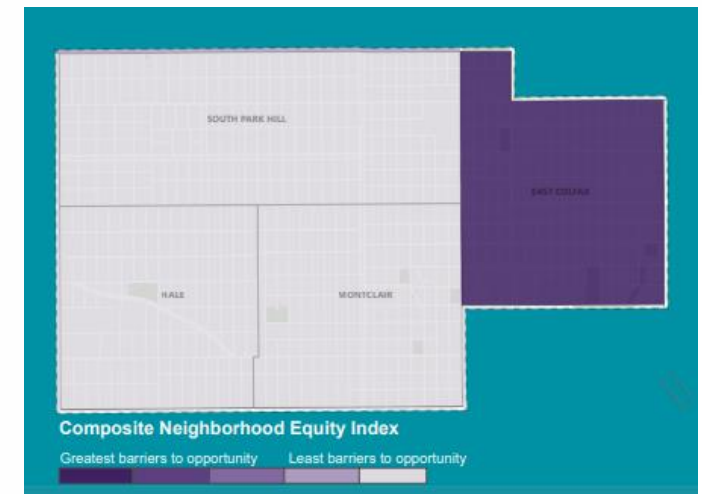 SOUTH PARK HILL
EAST COLFAX
HALE
MONTCLAIR
Composite Neighborhood Equity Index
Greatest barriers to opportunity Least barriers to opportunity